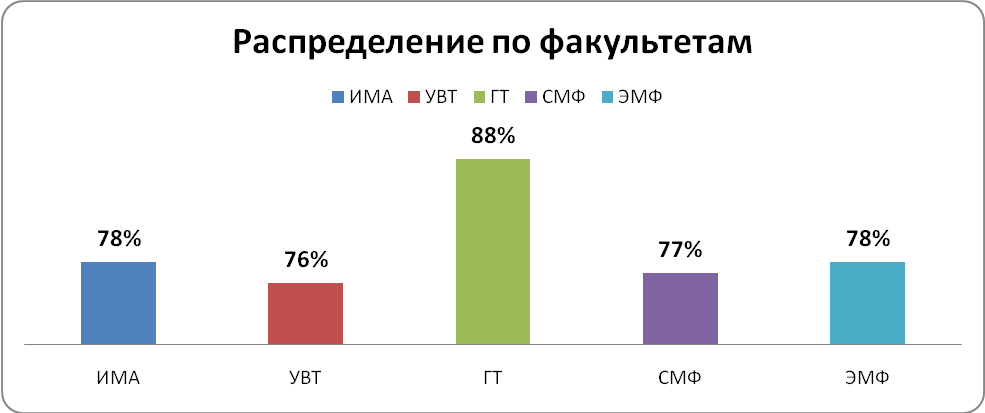 Распределение по факультетам
ИМА УВТ ГТ СМФ ЭМФ
88%
78% 76% 77% 78%
ИМА УВТ ГТ СМФ ЭМФ